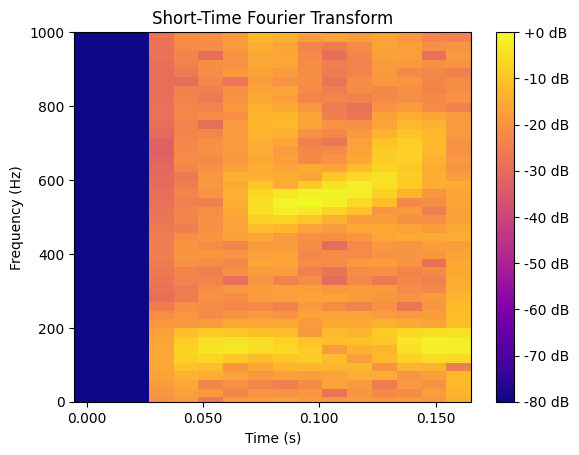 Short-Time Fourier Transform
1000
800
600
400
200
0
Frequency (Hz)
0.000
0.050
0.100
0.150
Time (s)
+0 dB
-10 dB
-20 dB
-30 dB
-40 dB
-50 dB
-60 dB
-70 dB
-80 dB